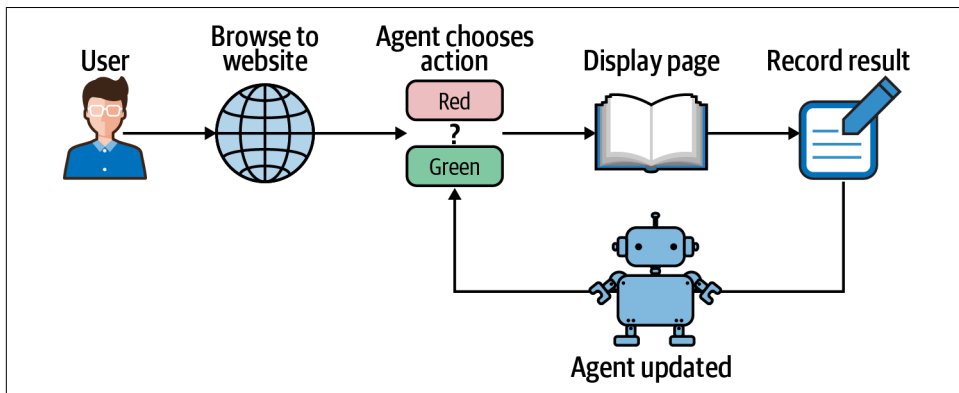 User
Browse to
website
Agent chooses
action
Display page
Record result
Red
?
Green
Agent updated